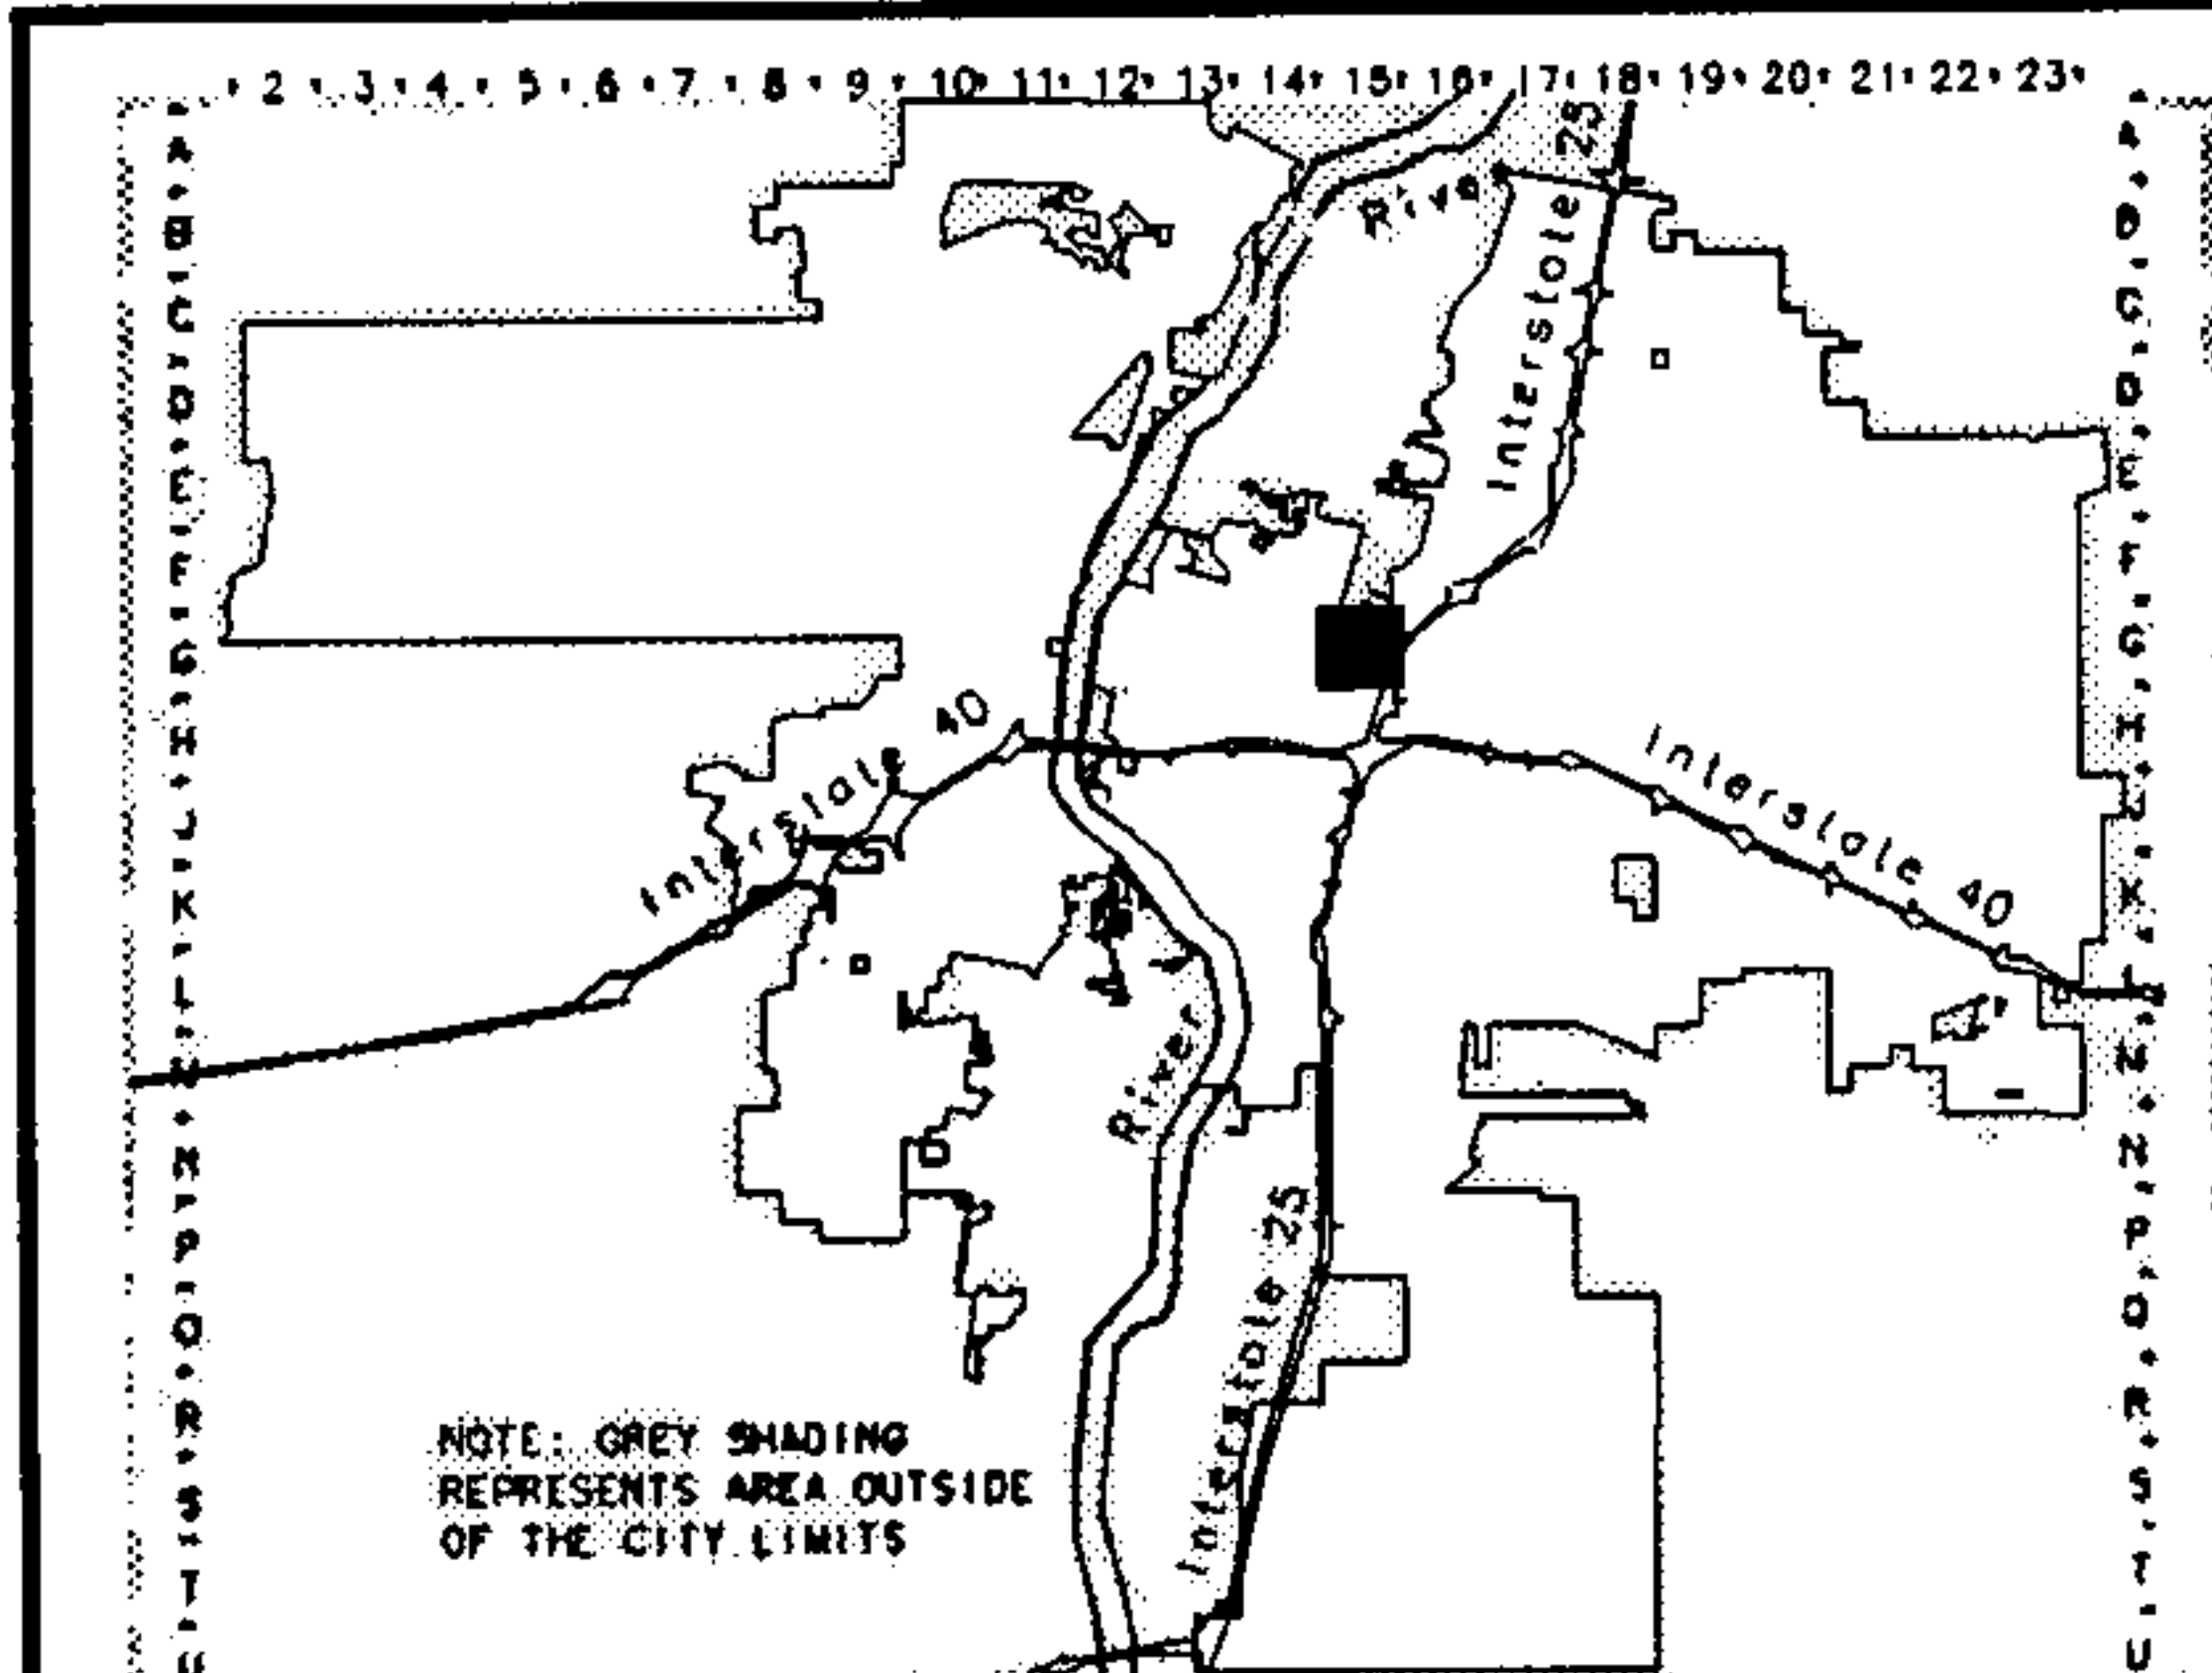 2 3 4 5 6 7 8 9 10 11 12 13 14 15 16 17 18 19 20 21 22 23
A
B
C
D
E
F
G
H
J
K
L
M
N
P
Q
R
S
T
U
A
B
C
D
E
F
G
H
J
K
L
M
N
P
Q
R
S
T
U
Interstate 25
Interstate 40
Interstate 40
River
Interstate 25
NOTE: GREY SHADING
REPRESENTS AREA OUTSIDE
OF THE CITY LIMITS